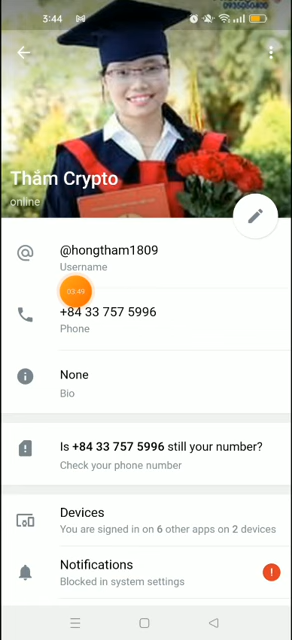 0935060400
3:44
Thắm Crypto
online
@hongtham1809
Username
03:49
+84 33 757 5996
Phone
None
Bio
Is +84 33 757 5996 still your number?
Check your phone number
Devices
You are signed in on 6 other apps on 2 devices
Notifications
Blocked in system settings